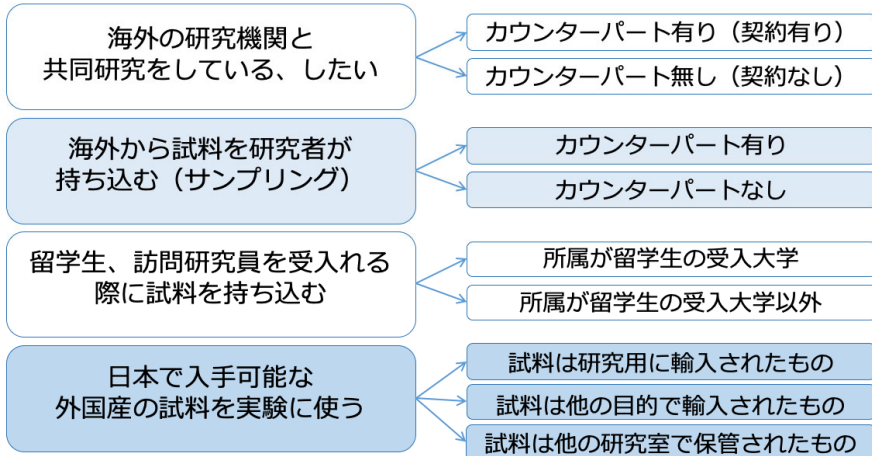 海外の研究機関と
共同研究をしている、したい
カウンターパート有り（契約有り）
カウンターパート無し（契約なし）
海外から試料を研究者が
持ち込む（サンプリング）
カウンターパート有り
カウンターパートなし
留学生、訪問研究員を受入れる
際に試料を持ち込む
所属が留学生の受入大学
所属が留学生の受入大学以外
日本で入手可能な
外国産の試料を実験に使う
試料は研究用に輸入されたもの
試料は他の目的で輸入されたもの
試料は他の研究室で保管されたもの